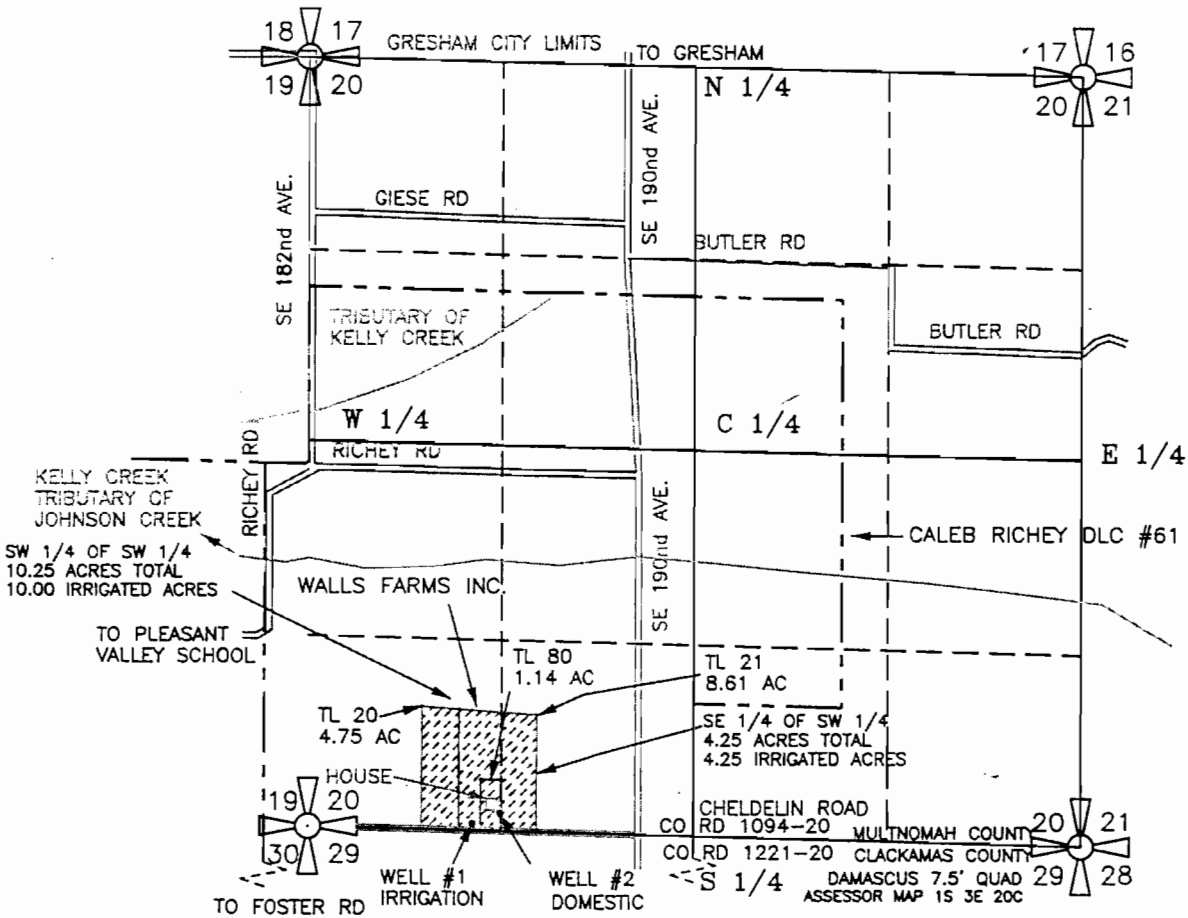 18 17
19 20
GRESHAM CITY LIMITS
TO GRESHAM
N 1/4
17 16
20 21
SE 182nd AVE.
GIESE RD
SE 190nd AVE.
BUTLER RD
TRIBUTARY OF
KELLY CREEK
BUTLER RD
W 1/4
C 1/4
E 1/4
RICHEY RD
RICHEY RD
KELLY CREEK
TRIBUTARY OF
JOHNSON CREEK
SW 1/4 OF SW 1/4
10.25 ACRES TOTAL
10.00 IRRIGATED ACRES
SE 190nd AVE.
CALEB RICHEY DLC #61
WALLS FARMS INC.
TO PLEASANT
VALLEY SCHOOL
TL 80
1.14 AC
TL 21
8.61 AC
TL 20
4.75 AC
SE 1/4 OF SW 1/4
4.25 ACRES TOTAL
4.25 IRRIGATED ACRES
HOUSE
19 20
30 29
CHELDELIN ROAD
CO RD 1094-20 MULTNOMAH COUNTY
CO RD 1221-20 CLACKAMAS COUNTY
20 21
29 28
S 1/4
DAMASCUS 7.5' QUAD
ASSESSOR MAP 1S 3E 20C
WELL #1
IRRIGATION
WELL #2
DOMESTIC
TO FOSTER RD